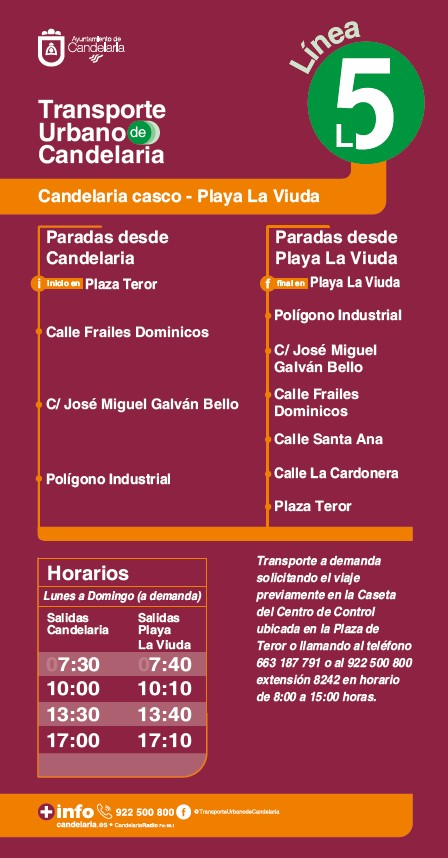 Ayuntamiento de
Candelaria
Línea
L5
Transporte
Urbano de
Candelaria
Candelaria casco - Playa La Viuda
Paradas desde
Candelaria
i inicio en Plaza Teror
Calle Frailes Dominicos
C/ José Miguel Galván Bello
Polígono Industrial
Paradas desde
Playa La Viuda
f final en Playa La Viuda
Polígono Industrial
C/ José Miguel
Galván Bello
Calle Frailes
Dominicos
Calle Santa Ana
Calle La Cardonera
Plaza Teror
Horarios
Lunes a Domingo (a demanda)
Salidas
Candelaria
Salidas
Playa
La Viuda
07:30 07:40
10:00 10:10
13:30 13:40
17:00 17:10
Transporte a demanda
solicitando el viaje
previamente en la Caseta
del Centro de Control
ubicada en la Plaza de
Teror o llamando al teléfono
663 187 791 o al 922 500 800
extensión 8242 en horario
de 8:00 a 15:00 horas.
+info 922 500 800 f @TransporteUrbanodeCandelaria
candelaria.es + CandelariaRadio